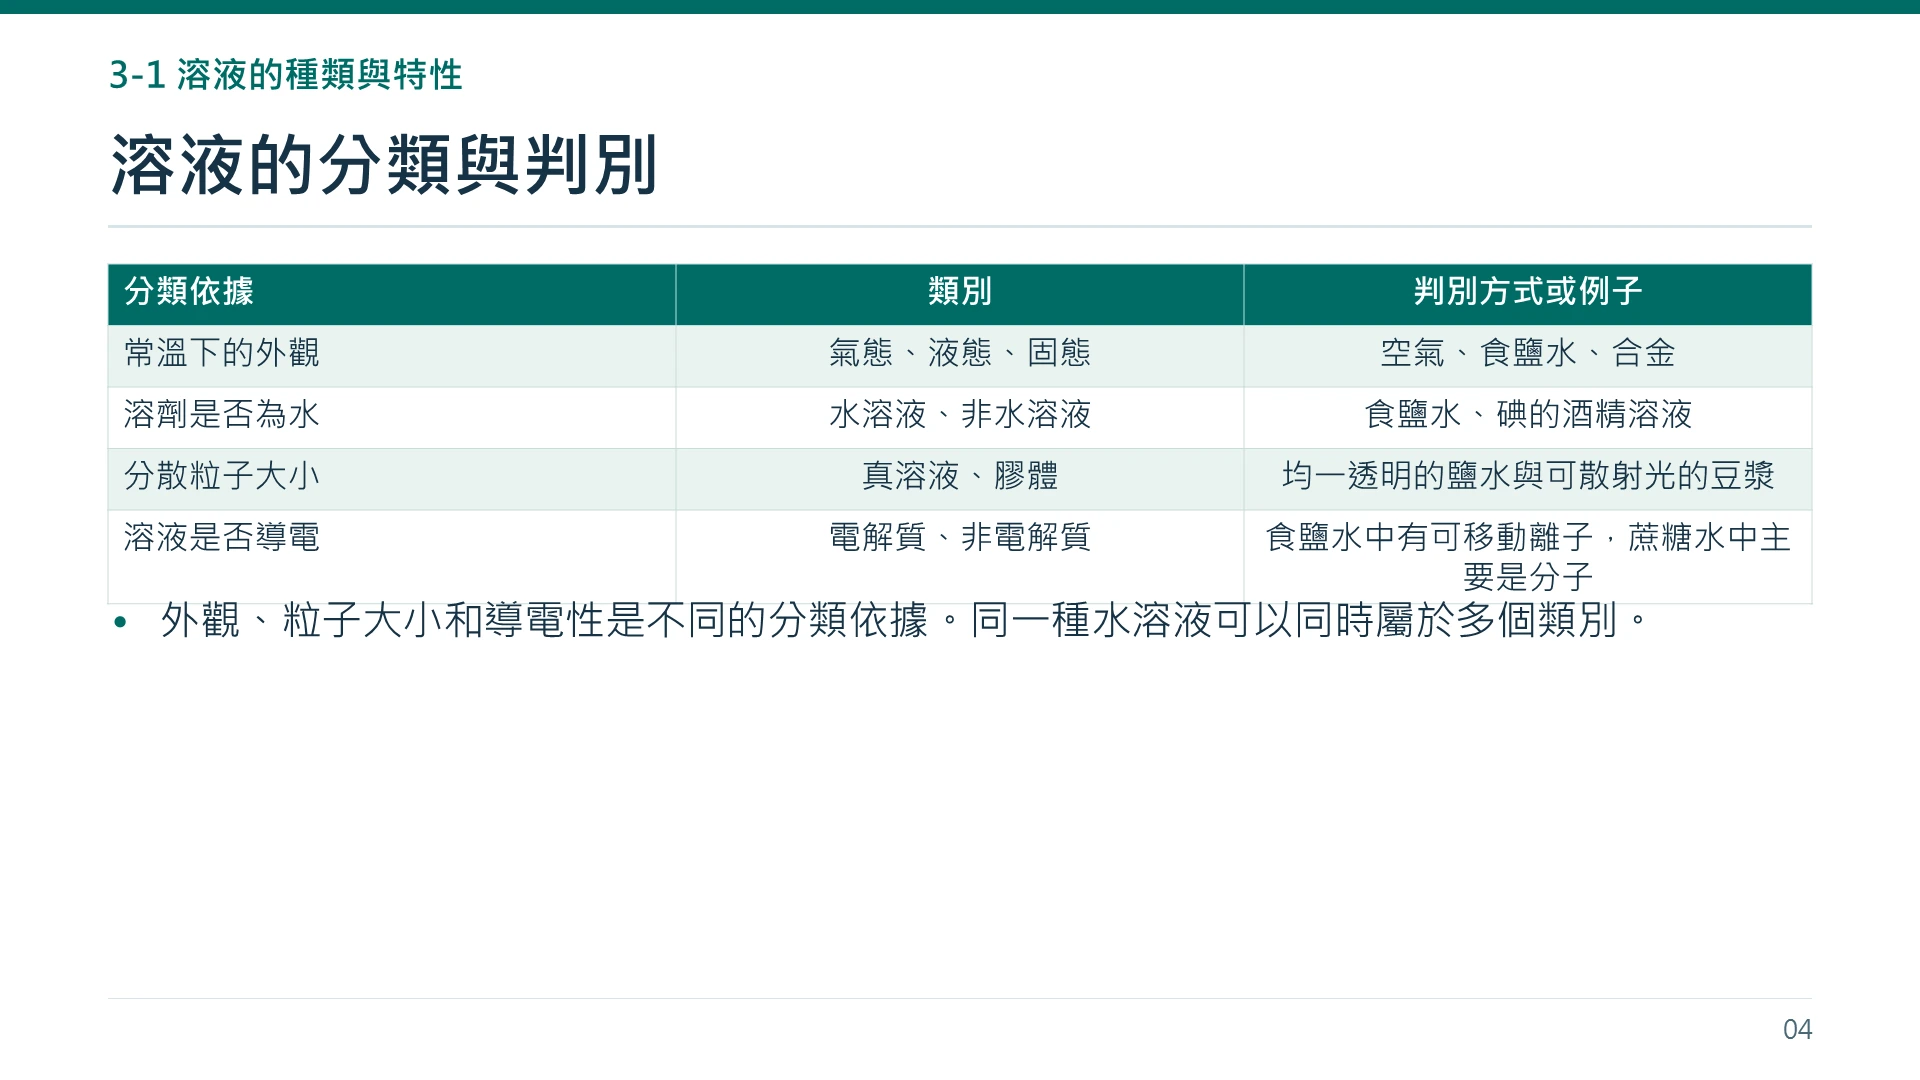 3-1 溶液的種類與特性
溶液的分類與判別
分類依據 類別 判別方式或例子
常溫下的外觀 氣態、液態、固態 空氣、食鹽水、合金
溶劑是否為水 水溶液、非水溶液 食鹽水、碘的酒精溶液
分散粒子大小 真溶液、膠體 均一透明的鹽水與可散射光的豆漿
溶液是否導電 電解質、非電解質 食鹽水中有可移動離子，蔗糖水中主
要是分子
• 外觀、粒子大小和導電性是不同的分類依據。同一種水溶液可以同時屬於多個類別。
04